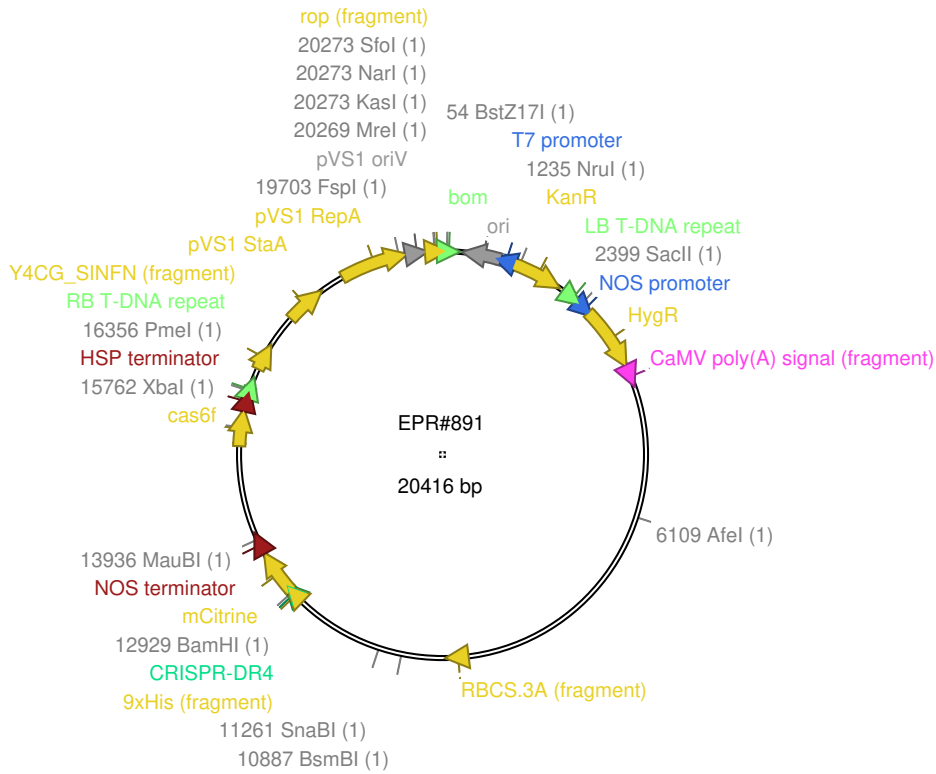 rop (fragment)
20273 SfoI (1)
20273 NarI (1)
20273 KasI (1)
20269 MreI (1)
pVS1 oriV
19703 FspI (1)
pVS1 RepA
pVS1 StaA
Y4CG_SINFN (fragment)
RB T-DNA repeat
16356 PmeI (1)
HSP terminator
15762 XbaI (1)
cas6f
13936 MauBI (1)
NOS terminator
mCitrine
12929 BamHI (1)
CRISPR-DR4
9xHis (fragment)
11261 SnaBI (1)
10887 BsmBI (1)
54 BstZ17I (1)
T7 promoter
1235 NruI (1)
bom
KanR
ori
LB T-DNA repeat
2399 SacII (1)
NOS promoter
HygR
CaMV poly(A) signal (fragment)
EPR#891
20416 bp
6109 AfeI (1)
RBCS.3A (fragment)